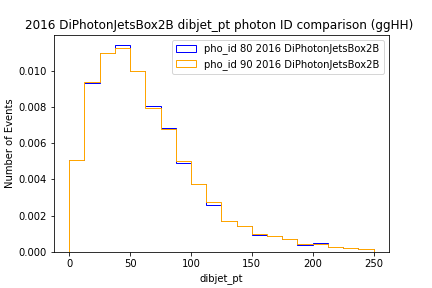 2016 DiPhotonJetsBox2B dibjet_pt photon ID comparison (ggHH)
pho_id 80 2016 DiPhotonJetsBox2B
pho_id 90 2016 DiPhotonJetsBox2B
Number of Events
0.010
0.008
0.006
0.004
0.002
0.000
0 50 100 150 200 250
dibjet_pt